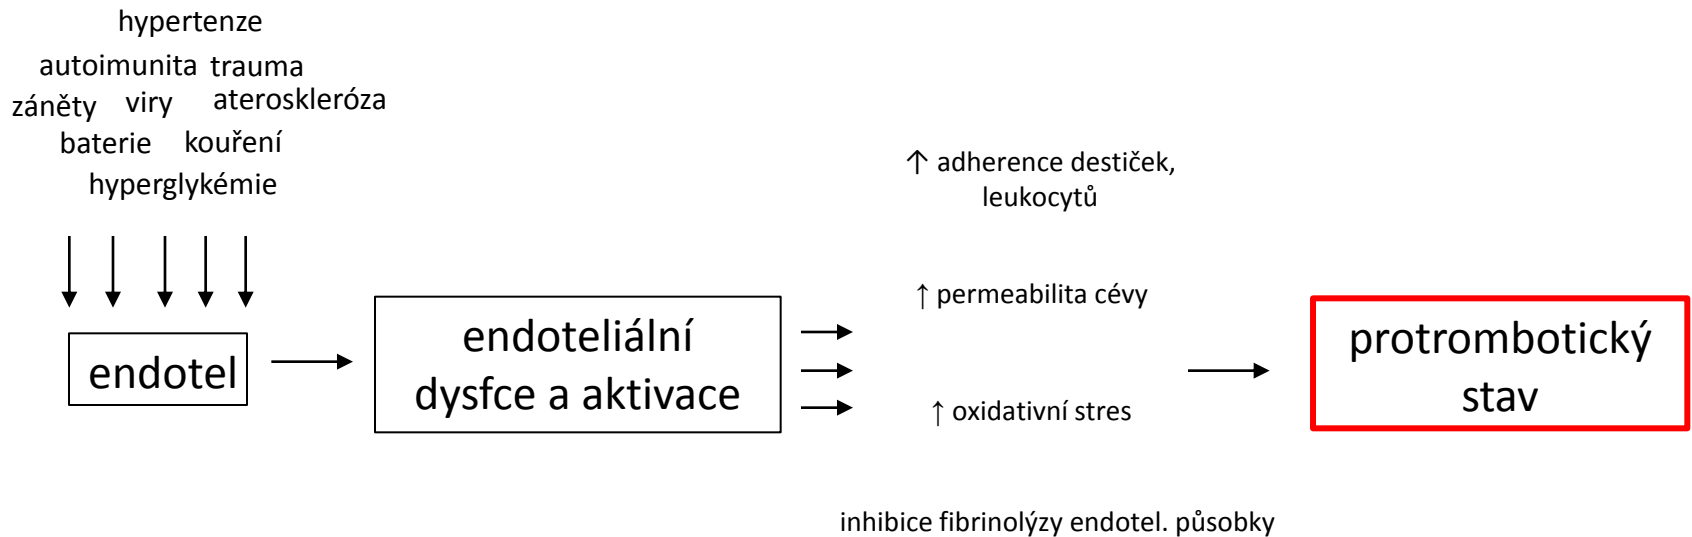 hypertenze
autoimunita trauma
záněty viry ateroskleróza
baterie kouření
hyperglykémie
endotel
endoteliální
dysfce a aktivace
↑ adherence destiček,
leukocytů
↑ permeabilita cévy
↑ oxidativní stres
inhibice fibrinolýzy endotel. působky
protrombotický
stav